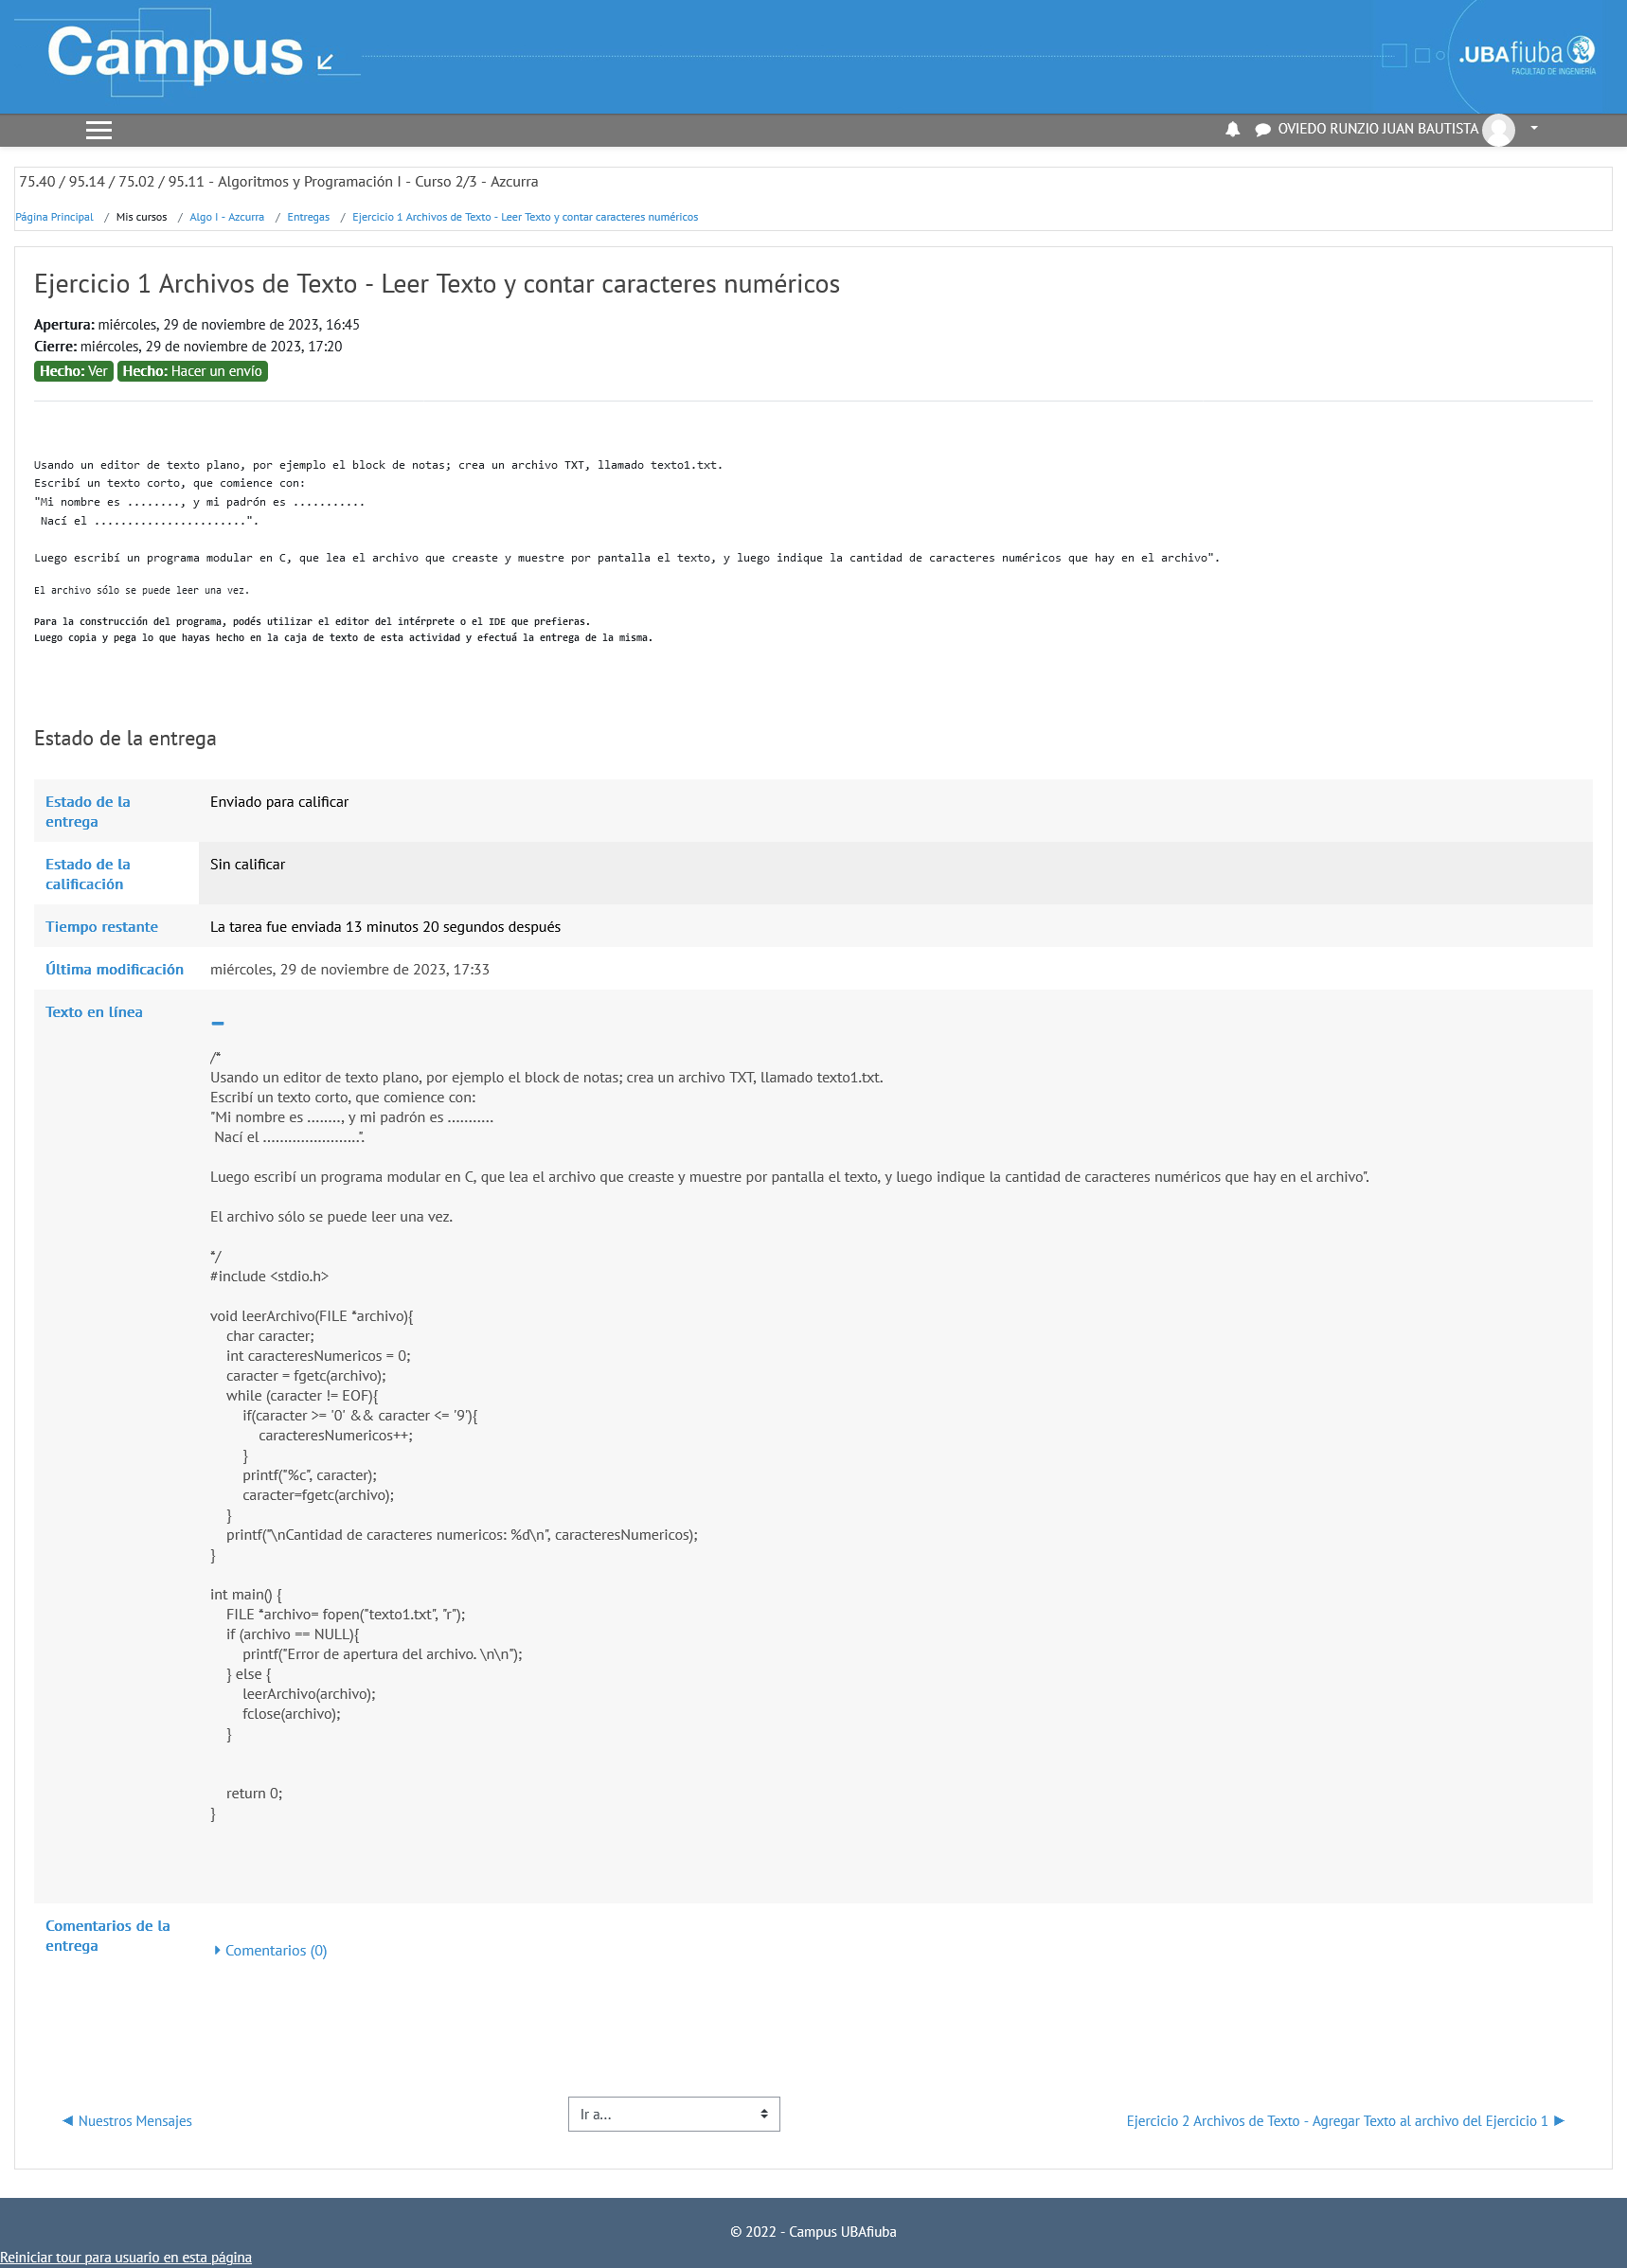 Campus
.UBAfiuba
FACULTAD DE INGENIERÍA
OVIEDO RUNZIO JUAN BAUTISTA
75.40 / 95.14 / 75.02 / 95.11 - Algoritmos y Programación I - Curso 2/3 - Azcurra
Página Principal / Mis cursos / Algo I - Azcurra / Entregas / Ejercicio 1 Archivos de Texto - Leer Texto y contar caracteres numéricos
Ejercicio 1 Archivos de Texto - Leer Texto y contar caracteres numéricos
Apertura: miércoles, 29 de noviembre de 2023, 16:45
Cierre: miércoles, 29 de noviembre de 2023, 17:20
Hecho: Ver Hecho: Hacer un envío
Usando un editor de texto plano, por ejemplo el block de notas; crea un archivo TXT, llamado texto1.txt.
Escribí un texto corto, que comience con:
"Mi nombre es ........, y mi padrón es ...........
Nací el .......................".
Luego escribí un programa modular en C, que lea el archivo que creaste y muestre por pantalla el texto, y luego indique la cantidad de caracteres numéricos que hay en el archivo".
El archivo sólo se puede leer una vez.
Para la construcción del programa, podés utilizar el editor del intérprete o el IDE que prefieras.
Luego copia y pega lo que hayas hecho en la caja de texto de esta actividad y efectuá la entrega de la misma.
Estado de la entrega
Estado de la entrega
Enviado para calificar
Estado de la calificación
Sin calificar
Tiempo restante
La tarea fue enviada 13 minutos 20 segundos después
Última modificación
miércoles, 29 de noviembre de 2023, 17:33
Texto en línea
/*
Usando un editor de texto plano, por ejemplo el block de notas; crea un archivo TXT, llamado texto1.txt.
Escribí un texto corto, que comience con:
"Mi nombre es ........, y mi padrón es ...........
Nací el .......................".
Luego escribí un programa modular en C, que lea el archivo que creaste y muestre por pantalla el texto, y luego indique la cantidad de caracteres numéricos que hay en el archivo".
El archivo sólo se puede leer una vez.
*/
#include <stdio.h>
void leerArchivo(FILE *archivo){
char caracter;
int caracteresNumericos = 0;
caracter = fgetc(archivo);
while (caracter != EOF){
if(caracter >= '0' && caracter <= '9'){
caracteresNumericos++;
}
printf("%c", caracter);
caracter=fgetc(archivo);
}
printf("\nCantidad de caracteres numericos: %d\n", caracteresNumericos);
}
int main() {
FILE *archivo= fopen("texto1.txt", "r");
if (archivo == NULL){
printf("Error de apertura del archivo. \n\n");
} else {
leerArchivo(archivo);
fclose(archivo);
}
return 0;
}
Comentarios de la entrega
Comentarios (0)
◀ Nuestros Mensajes
Ir a...
Ejercicio 2 Archivos de Texto - Agregar Texto al archivo del Ejercicio 1 ▶
© 2022 - Campus UBAfiuba
Reiniciar tour para usuario en esta página